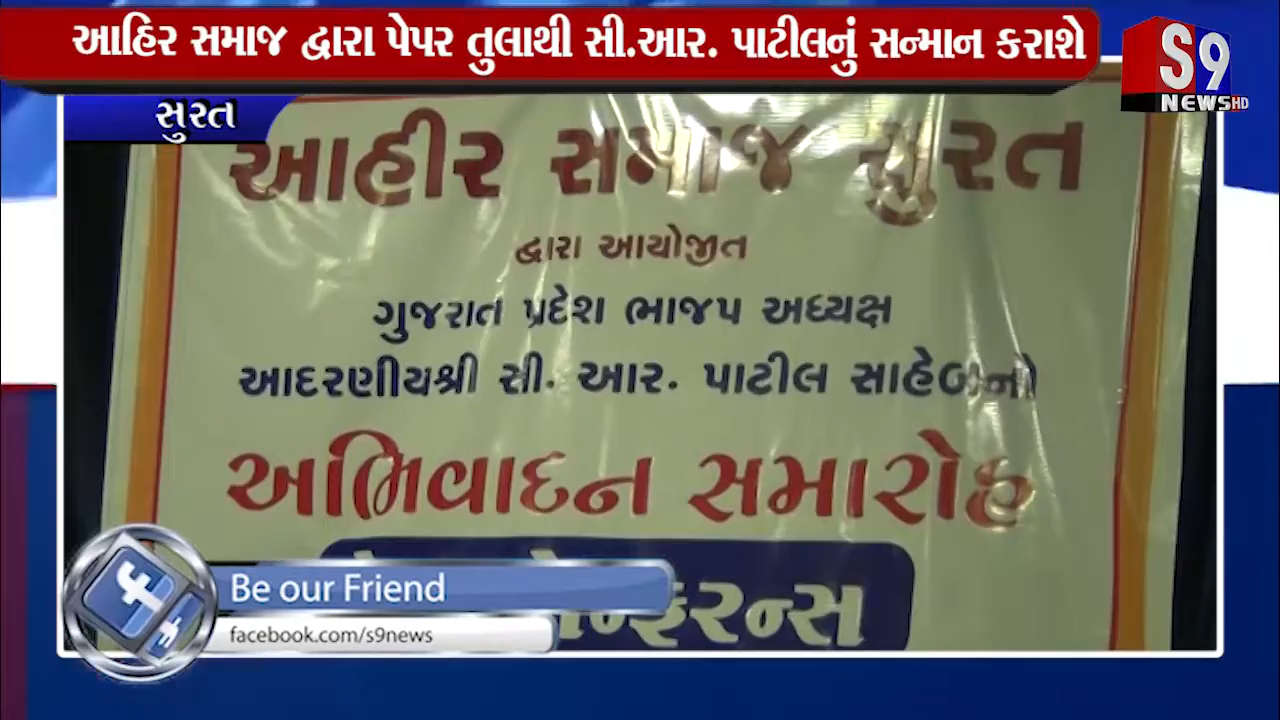 આહિર સમાજ દ્વારા પેપર તુલાથી સી.આર. પાટીલનું સન્માન કરાશે
S9
NEWS HD
સુરત
આહીર સમાજ સુરત
દ્વારા આયોજીત
ગુજરાત પ્રદેશ ભાજપ અધ્યક્ષ
આદરણીયશ્રી સી. આર. પાટીલ સાહેબનો
અભિવાદન સમારોહ
Be our Friend
facebook.com/s9news